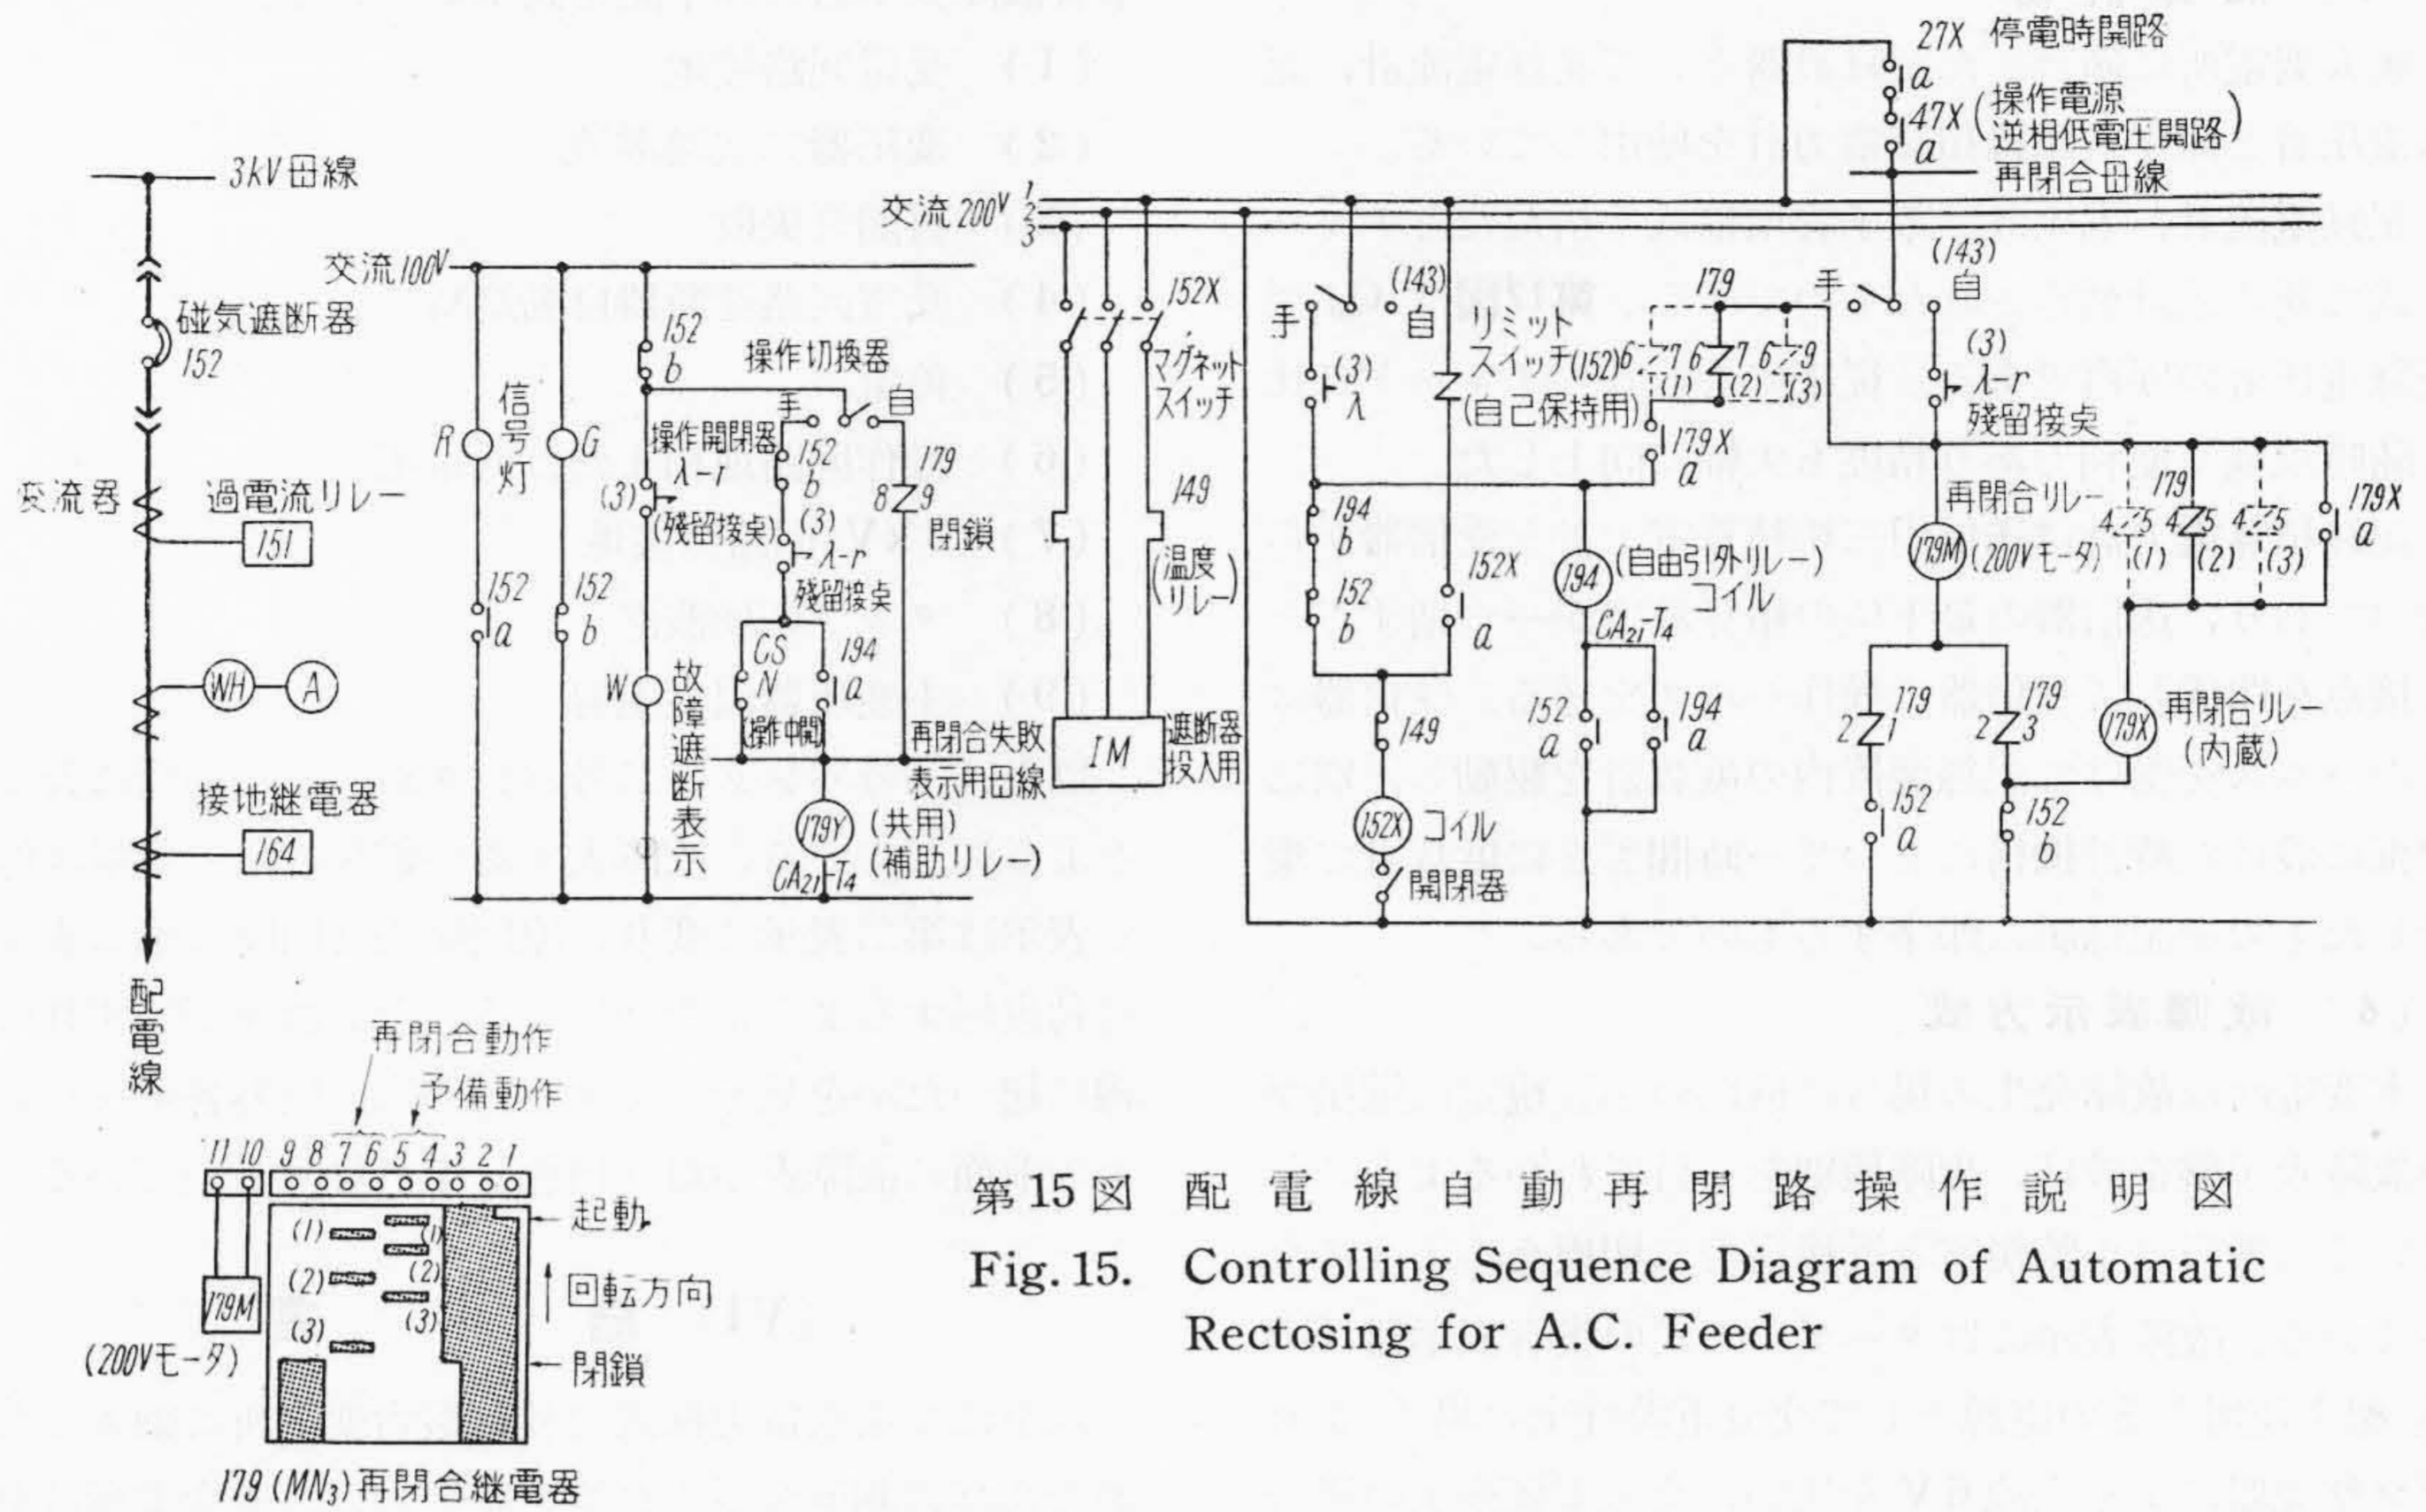 27X 停電時開路
a
47X (操作電源
逆相低電圧開路)
a
再閉合母線
3kV母線
磁気遮断器
152
変流器
過電流リレー
151
WH
A
接地継電器
164
配電線
交流100V
R
信号灯
G
152
a
152
b
152
b
操作切換器
手
自
操作開閉器
λ-r
(3)
(残留接点)
152
b
(3)
λ-r
残留接点
179
8 9
閉鎖
CS
N
(操作中開)
194
a
W
故障遮断表示
再閉合失敗
表示用母線
179Y
(共用)
(補助リレー)
CA21-T4
交流200V
1
2
3
152X
マグネット
スイッチ
149
(温度
リレー)
IM
遮断器
投入用
(143)
手
自
(3)
λ
リミット
スイッチ(152)
(自己保持用)
194
b
152
b
152X
a
149
152X
コイル
開閉器
179
6 7 6 7 6 9
(1) (2) (3)
179X
a
194
(自由引外リレー)
コイル
CA21-T4
152
a
194
a
(143)
手
自
(3)
λ-r
残留接点
再閉合リレー
179M
(200Vモータ)
179
4 5 4 5 4 5
(1) (2) (3)
179X
a
179
2 1
179
2 3
179X
再閉合リレー
(内蔵)
152
a
152
b
再閉合動作
予備動作
11 10 9 8 7 6 5 4 3 2 1
(1)
(1)
(2)
(2)
(3)
(3)
起動
回転方向
閉鎖
179M
(200Vモータ)
179 (MN3) 再閉合継電器
第15図 配電線自動再閉路操作説明図
Fig. 15. Controlling Sequence Diagram of Automatic
Rectosing for A.C. Feeder